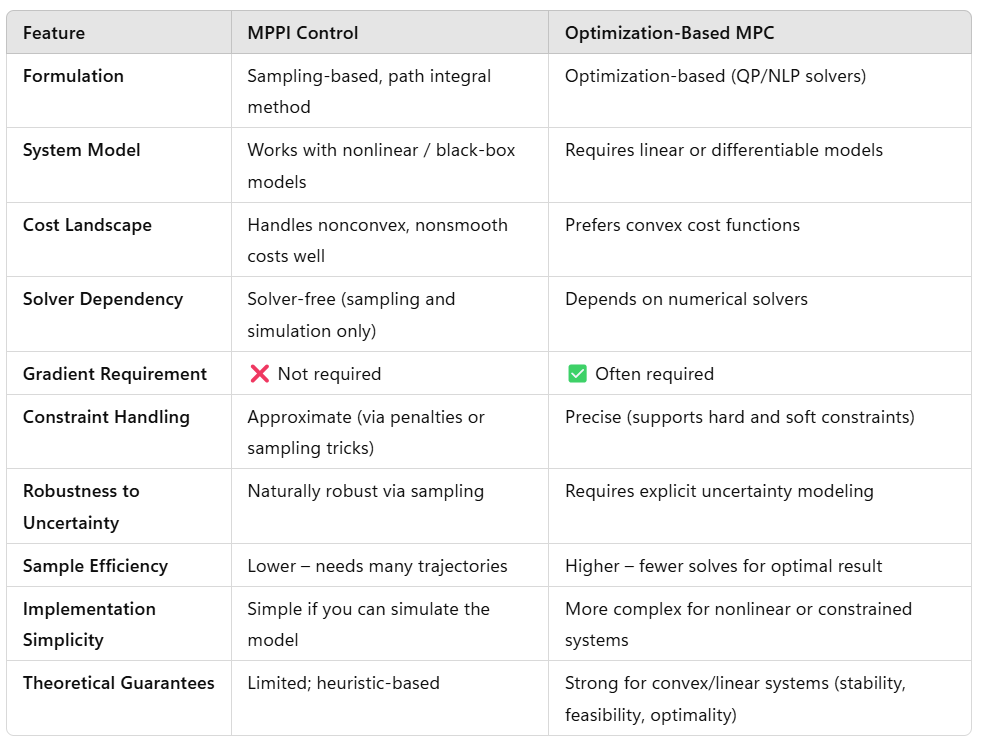 Feature MPPI Control Optimization-Based MPC
Formulation Sampling-based, path integral Optimization-based (QP/NLP solvers)
method
System Model Works with nonlinear / black-box Requires linear or differentiable models
models
Cost Landscape Handles nonconvex, nonsmooth Prefers convex cost functions
costs well
Solver Dependency Solver-free (sampling and Depends on numerical solvers
simulation only)
Gradient Requirement ❌ Not required ✅ Often required
Constraint Handling Approximate (via penalties or Precise (supports hard and soft constraints)
sampling tricks)
Robustness to Naturally robust via sampling Requires explicit uncertainty modeling
Uncertainty
Sample Efficiency Lower – needs many trajectories Higher – fewer solves for optimal result
Implementation Simple if you can simulate the More complex for nonlinear or constrained
Simplicity model systems
Theoretical Guarantees Limited; heuristic-based Strong for convex/linear systems (stability,
feasibility, optimality)